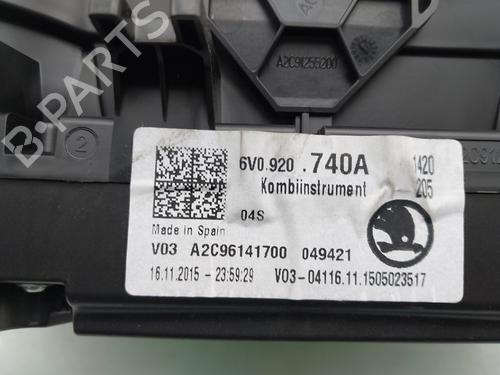 A2C91255200
B-PARTS
2
6V0.920 .740A 1420
Kombiinstrument 205
04S
Made in Spain
V03 A2C96141700 049421
16.11.2015 - 23:59:29 V03-04116.11.1505023517